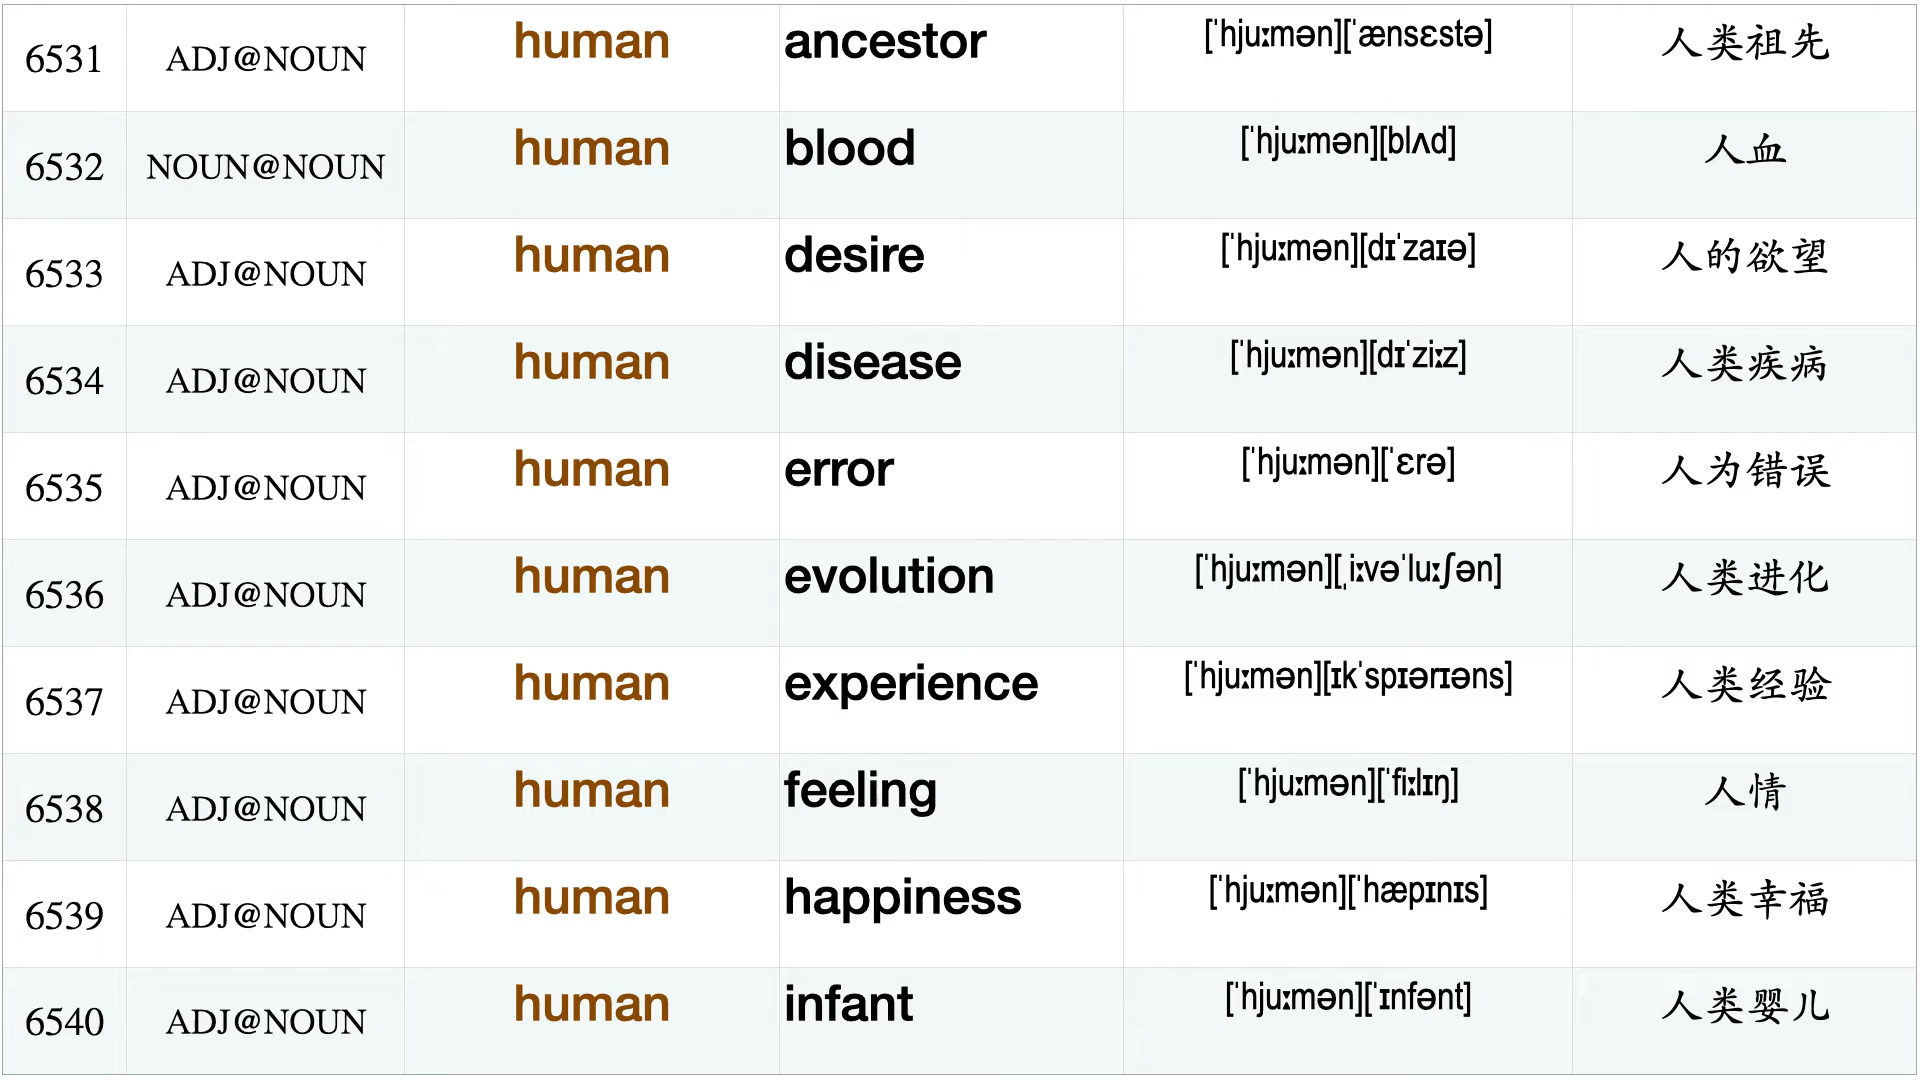 6531 ADJ@NOUN human ancestor [ˈhjuːmən][ˈænsɛstə] 人类祖先
6532 NOUN@NOUN human blood [ˈhjuːmən][blʌd] 人血
6533 ADJ@NOUN human desire [ˈhjuːmən][dɪˈzaɪə] 人的欲望
6534 ADJ@NOUN human disease [ˈhjuːmən][dɪˈziːz] 人类疾病
6535 ADJ@NOUN human error [ˈhjuːmən][ˈɛrə] 人为错误
6536 ADJ@NOUN human evolution [ˈhjuːmən][ˌiːvəˈluːʃən] 人类进化
6537 ADJ@NOUN human experience [ˈhjuːmən][ɪkˈspɪərɪəns] 人类经验
6538 ADJ@NOUN human feeling [ˈhjuːmən][ˈfiːlɪŋ] 人情
6539 ADJ@NOUN human happiness [ˈhjuːmən][ˈhæpɪnɪs] 人类幸福
6540 ADJ@NOUN human infant [ˈhjuːmən][ˈɪnfənt] 人类婴儿